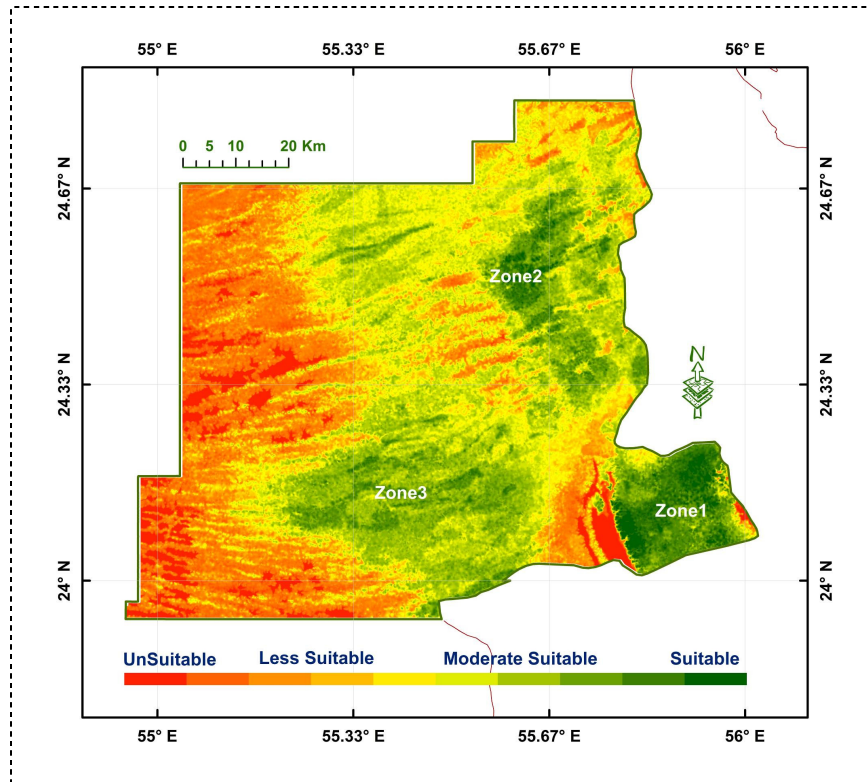 55° E 55.33° E 55.67° E 56° E
0 5 10 20 Km
24.67° N 24.67° N
Zone2
N
24.33° N 24.33° N
Zone3
Zone1
24° N 24° N
UnSuitable Less Suitable Moderate Suitable Suitable
55° E 55.33° E 55.67° E 56° E